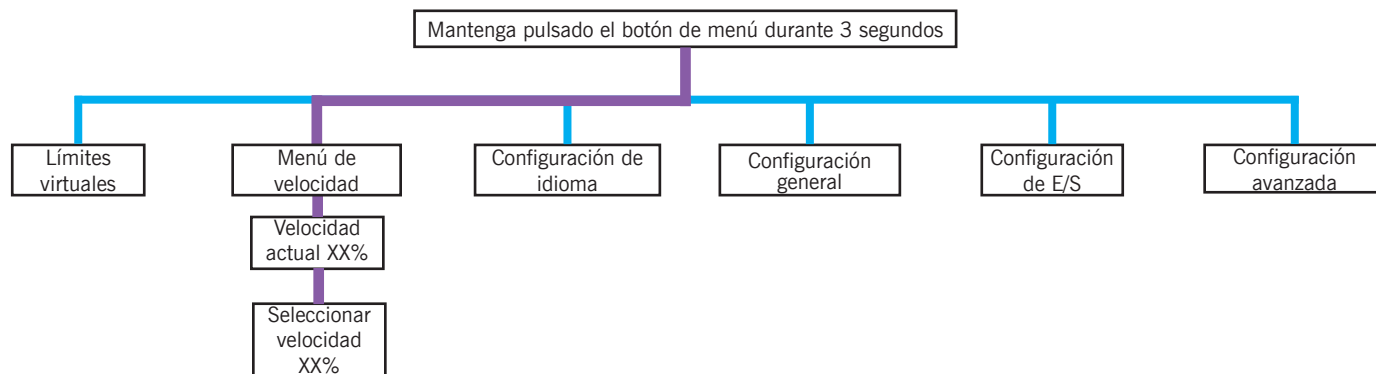 Mantenga pulsado el botón de menú durante 3 segundos
Límites
virtuales
Menú de
velocidad
Configuración de
idioma
Configuración
general
Configuración
de E/S
Configuración
avanzada
Velocidad
actual XX%
Seleccionar
velocidad
XX%